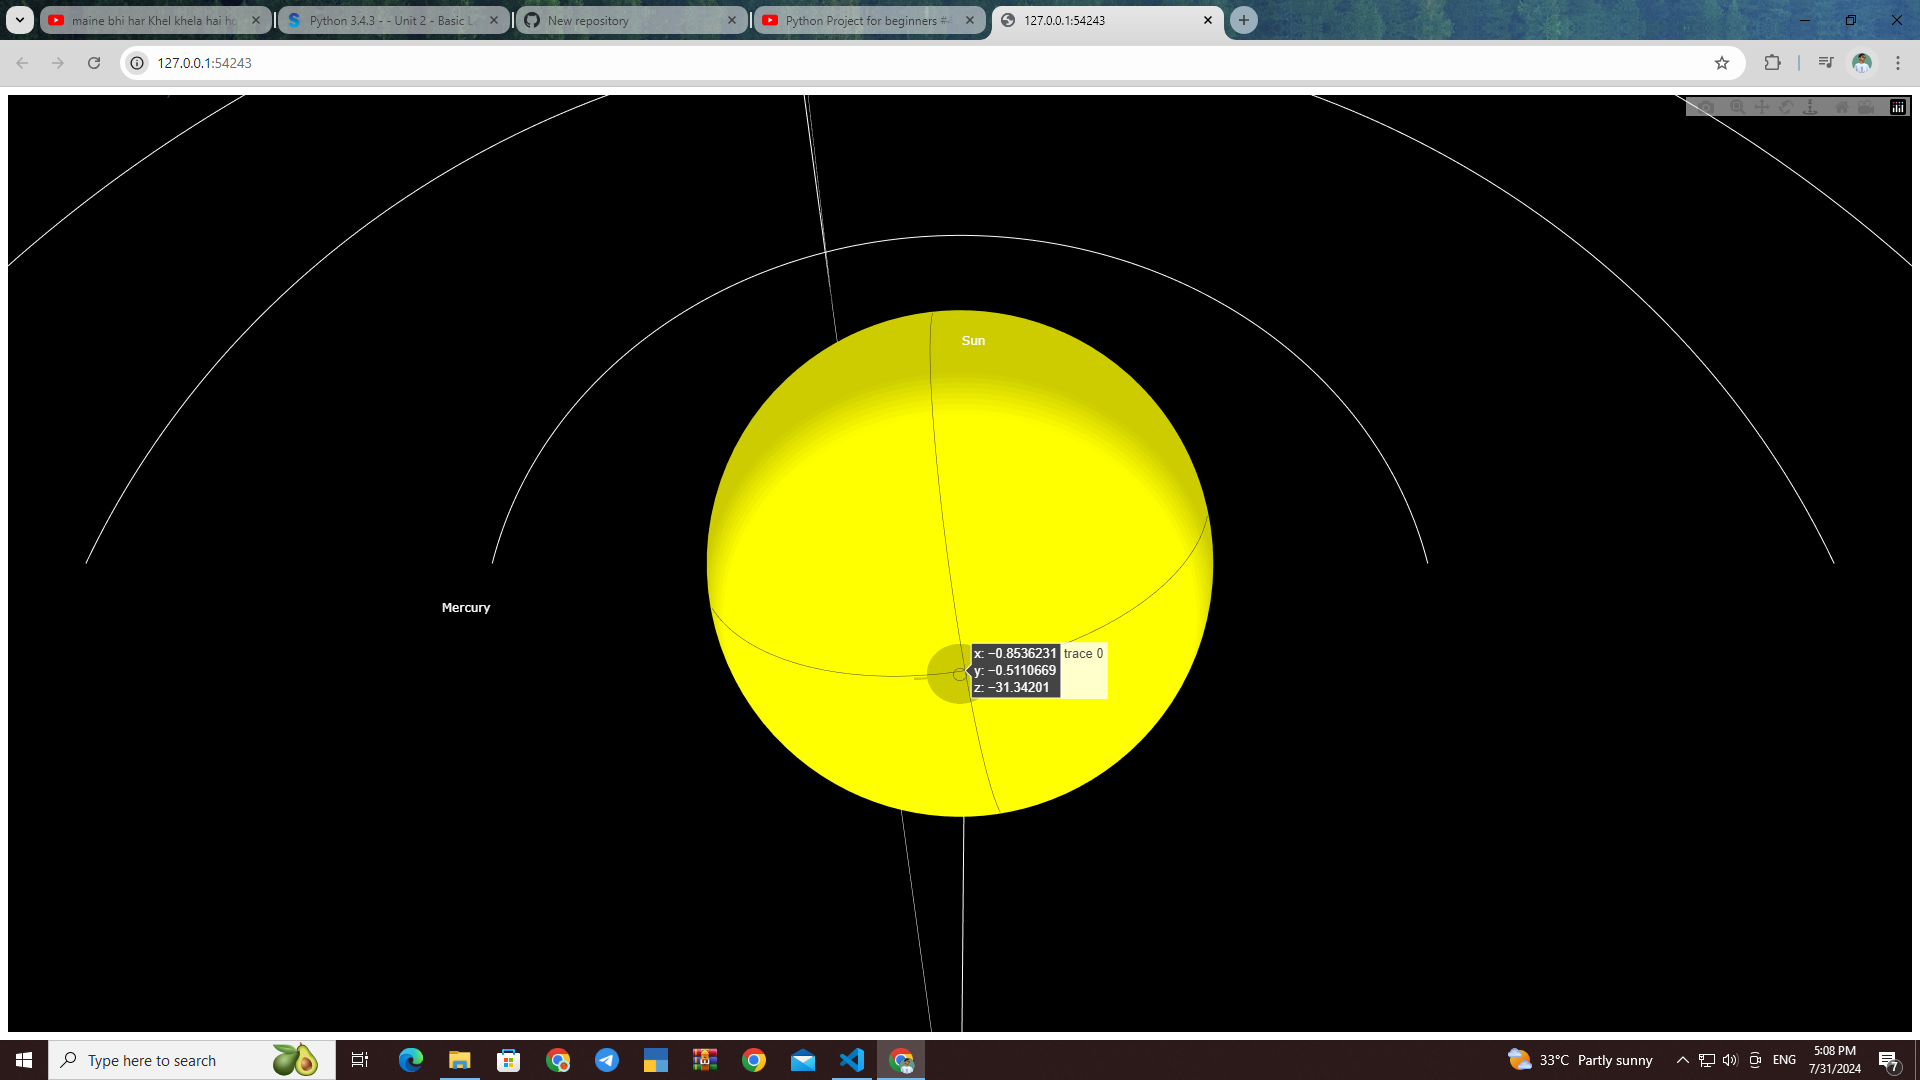 maine bhi har Khel khela hai
Python 3.4.3 - - Unit 2 - Basic
New repository
Python Project for beginners
127.0.0.1:54243
127.0.0.1:54243
Sun
Mercury
x: −0.8536231 trace 0
y: −0.5110669
z: −31.34201
Type here to search
33°C Partly sunny
ENG
5:08 PM
7/31/2024
7